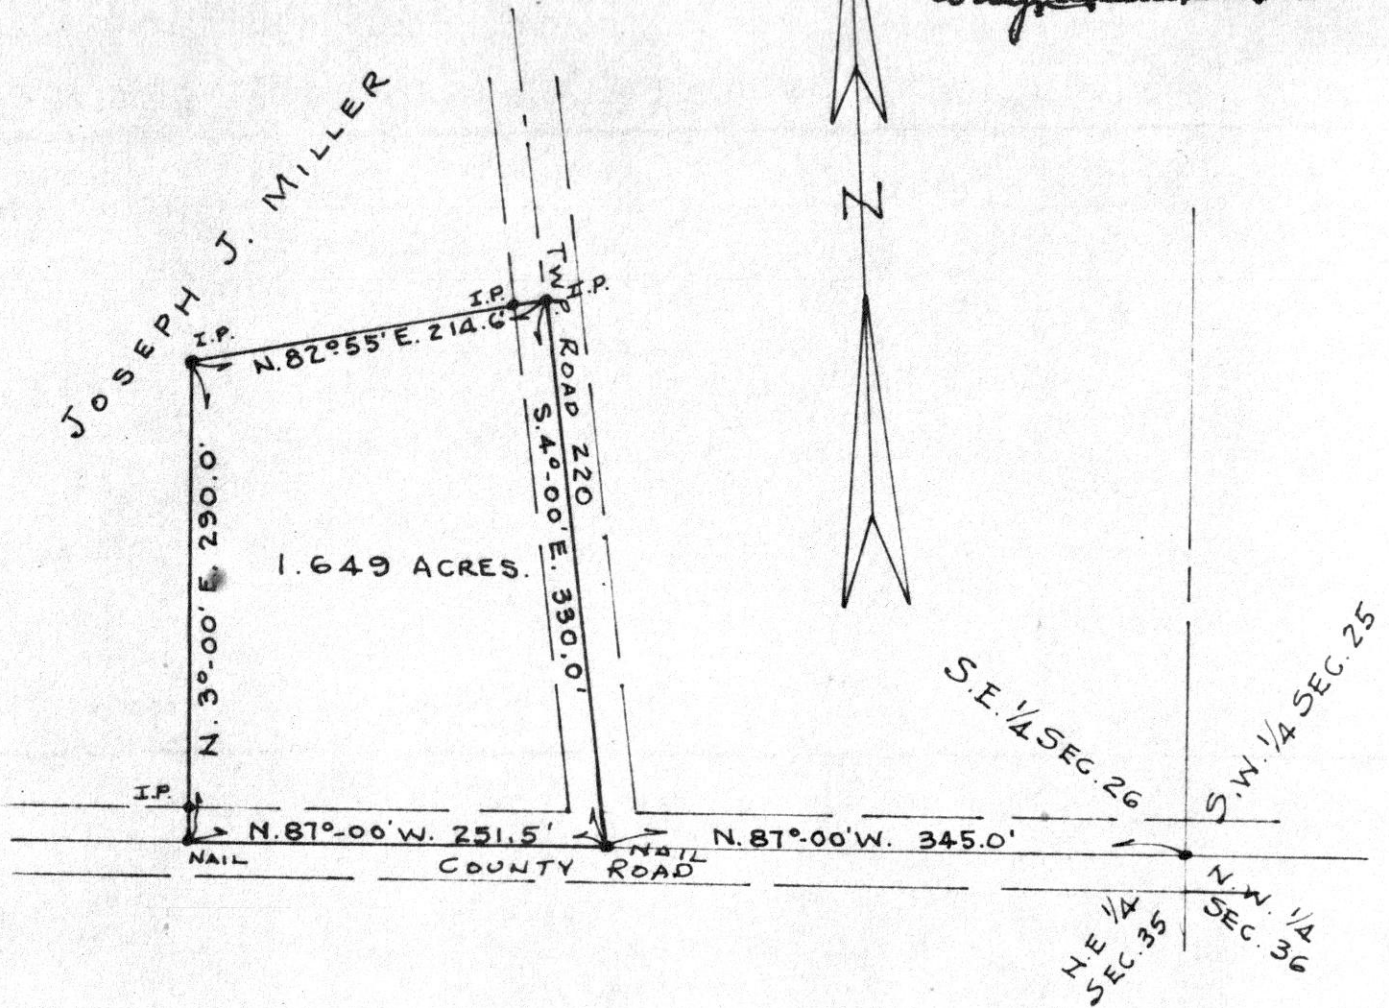 JOSEPH J. MILLER
N
I.P.
TWP. ROAD 220
I.P.
I.P.
N. 82°55' E. 214.6'
S. 4°-00' E. 330.0'
N. 3°-00' E. 290.0'
1.649 ACRES.
S.E. 1/4 SEC. 26
S.W. 1/4 SEC. 25
I.P.
N. 87°-00' W. 251.5'
N. 87°-00' W. 345.0'
NAIL
NAIL
COUNTY ROAD
N.E 1/4
SEC. 35
N.W. 1/4
SEC. 36